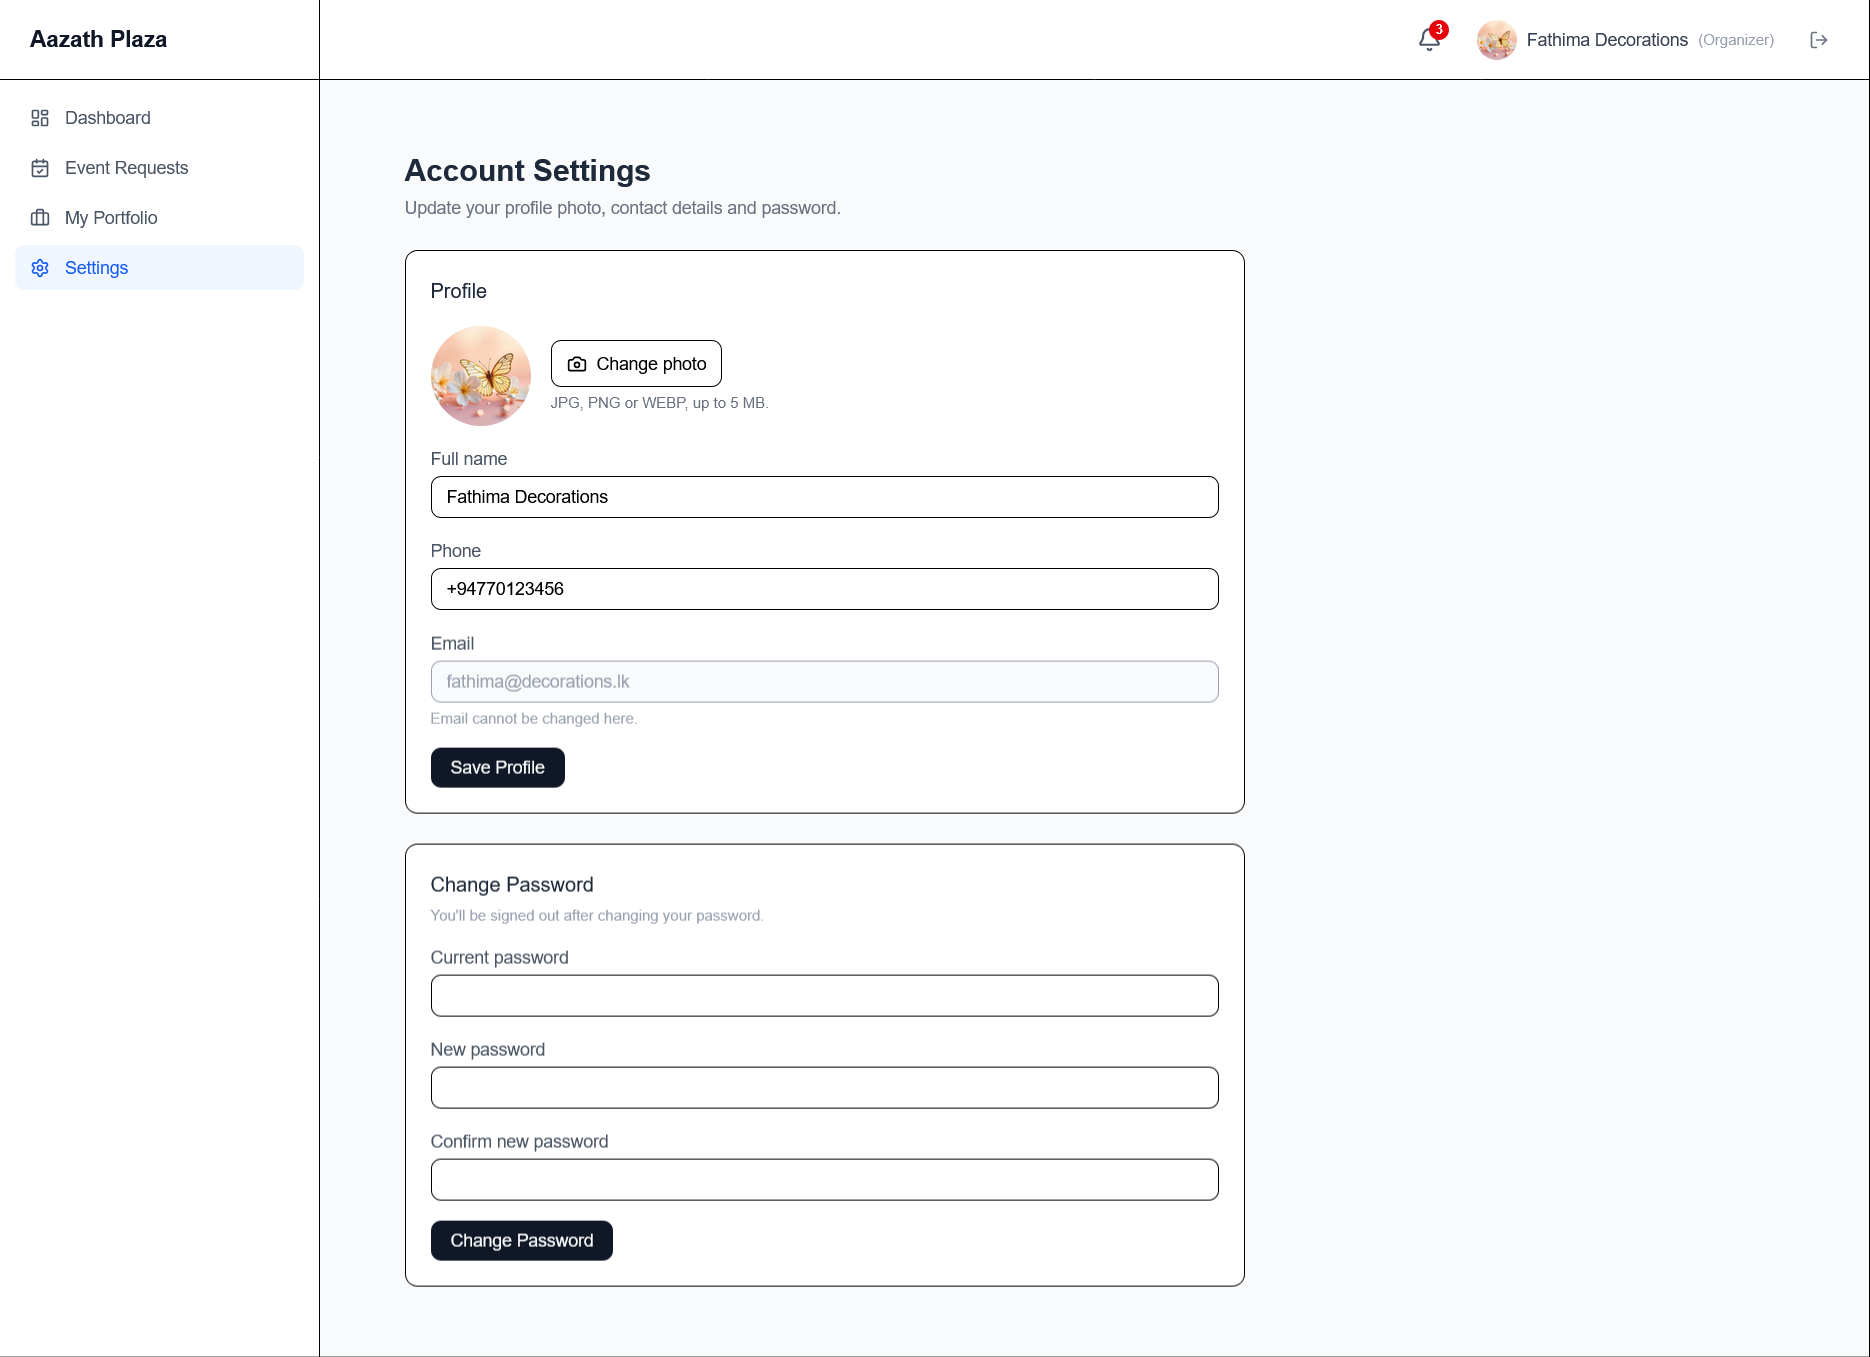 Aazath Plaza
3
Fathima Decorations (Organizer)
Dashboard
Event Requests
My Portfolio
Settings
Account Settings
Update your profile photo, contact details and password.
Profile
Change photo
JPG, PNG or WEBP, up to 5 MB.
Full name
Fathima Decorations
Phone
+94770123456
Email
fathima@decorations.lk
Email cannot be changed here.
Save Profile
Change Password
You'll be signed out after changing your password.
Current password
New password
Confirm new password
Change Password